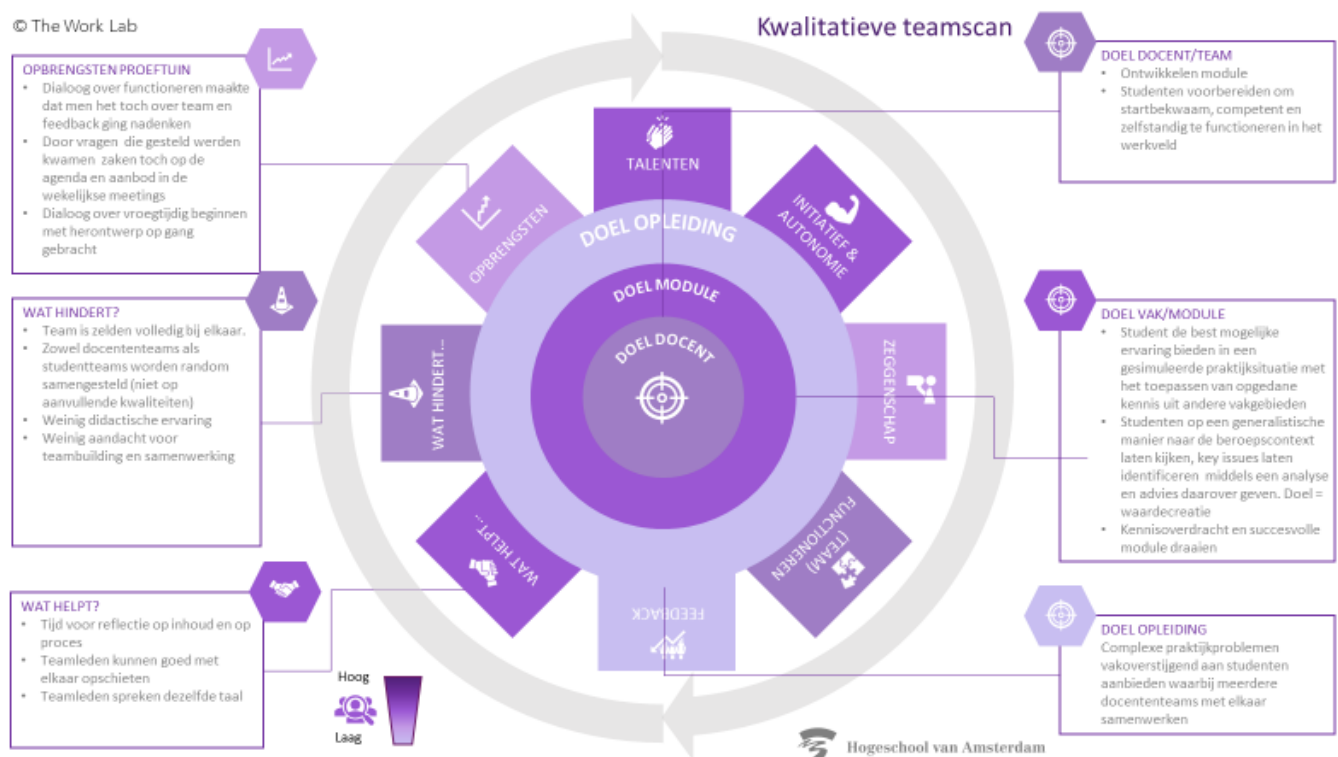 © The Work Lab
Kwalitatieve teamscan
OPBRENGSTEN PROEFTUIN
• Dialoog over functioneren maakte
dat men het toch over team en
feedback ging nadenken
• Door vragen die gesteld werden
kwamen zaken toch op de
agenda en aanbod in de
wekelijkse meetings
• Dialoog over vroegtijdig beginnen
met herontwerp op gang
gebracht
WAT HINDERT?
• Team is zelden volledig bij elkaar.
• Zowel docententeams als
studentteams worden random
samengesteld (niet op
aanvullende kwaliteiten)
• Weinig didactische ervaring
• Weinig aandacht voor
teambuilding en samenwerking
WAT HELPT?
• Tijd voor reflectie op inhoud en op
proces
• Teamleden kunnen goed met
elkaar opschieten
• Teamleden spreken dezelfde taal
Hoog
Laag
TALENTEN
INITIATIEF &
AUTONOMIE
ZEGGENSCHAP
(TEAM)
FUNCTIONEREN
FEEDBACK
WAT HELPT...
WAT HINDERT...
OPBRENGSTEN
DOEL OPLEIDING
DOEL MODULE
DOEL DOCENT
DOEL DOCENT/TEAM
• Ontwikkelen module
• Studenten voorbereiden om
startbekwaam, competent en
zelfstandig te functioneren in het
werkveld
DOEL VAK/MODULE
• Student de best mogelijke
ervaring bieden in een
gesimuleerde praktijksituatie met
het toepassen van opgedane
kennis uit andere vakgebieden
• Studenten op een generalistische
manier naar de beroepscontext
laten kijken, key issues laten
identificeren middels een analyse
en advies daarover geven. Doel =
waardecreatie
• Kennisoverdracht en succesvolle
module draaien
DOEL OPLEIDING
Complexe praktijkproblemen
vakoverstijgend aan studenten
aanbieden waarbij meerdere
docententeams met elkaar
samenwerken
Hogeschool van Amsterdam